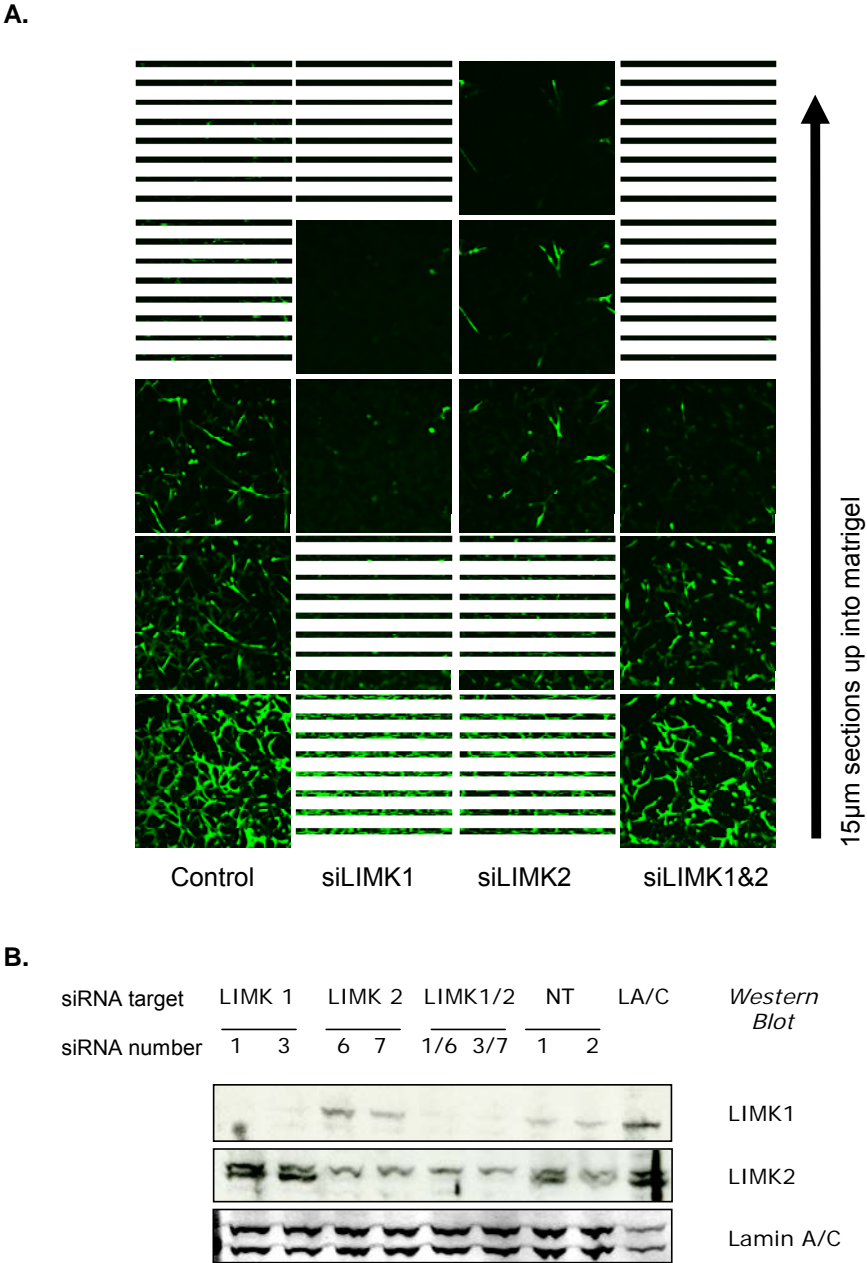 A.
15µm sections up into matrigel
Control siLIMK1 siLIMK2 siLIMK1&2
B.
siRNA target LIMK 1 LIMK 2 LIMK1/2 NT LA/C Western
Blot
siRNA number 1 3 6 7 1/6 3/7 1 2
LIMK1
LIMK2
Lamin A/C